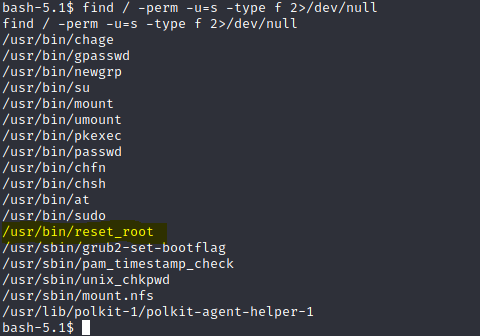 bash-5.1$ find / -perm -u=s -type f 2>/dev/null
find / -perm -u=s -type f 2>/dev/null
/usr/bin/chage
/usr/bin/gpasswd
/usr/bin/newgrp
/usr/bin/su
/usr/bin/mount
/usr/bin/umount
/usr/bin/pkexec
/usr/bin/passwd
/usr/bin/chfn
/usr/bin/chsh
/usr/bin/at
/usr/bin/sudo
/usr/bin/reset_root
/usr/sbin/grub2-set-bootflag
/usr/sbin/pam_timestamp_check
/usr/sbin/unix_chkpwd
/usr/sbin/mount.nfs
/usr/lib/polkit-1/polkit-agent-helper-1
bash-5.1$